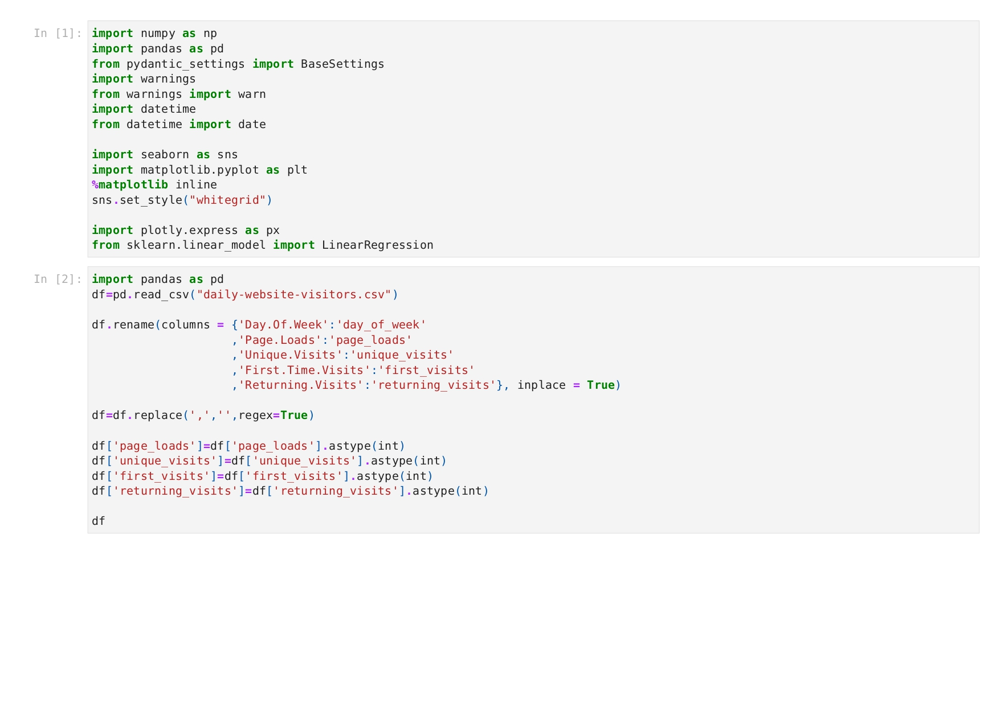 In [1]:
import numpy as np
import pandas as pd
from pydantic_settings import BaseSettings
import warnings
from warnings import warn
import datetime
from datetime import date

import seaborn as sns
import matplotlib.pyplot as plt
%matplotlib inline
sns.set_style("whitegrid")

import plotly.express as px
from sklearn.linear_model import LinearRegression
In [2]:
import pandas as pd
df=pd.read_csv("daily-website-visitors.csv")

df.rename(columns = {'Day.Of.Week':'day_of_week'
                    ,'Page.Loads':'page_loads'
                    ,'Unique.Visits':'unique_visits'
                    ,'First.Time.Visits':'first_visits'
                    ,'Returning.Visits':'returning_visits'}, inplace = True)

df=df.replace(',','',regex=True)

df['page_loads']=df['page_loads'].astype(int)
df['unique_visits']=df['unique_visits'].astype(int)
df['first_visits']=df['first_visits'].astype(int)
df['returning_visits']=df['returning_visits'].astype(int)

df